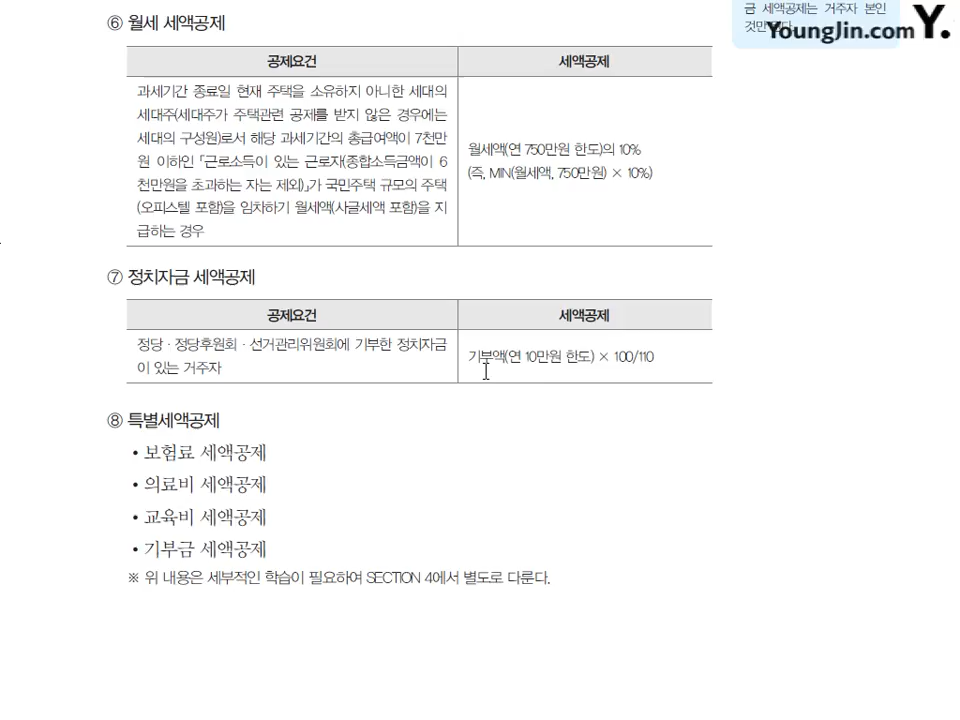 금 세액공제는 거주자 본인
것만 된다.
YoungJin.com Y.
⑥ 월세 세액공제
공제요건
세액공제
과세기간 종료일 현재 주택을 소유하지 아니한 세대의
세대주(세대주가 주택관련 공제를 받지 않은 경우에는
세대의 구성원)로서 해당 과세기간의 총급여액이 7천만
원 이하인 「근로소득이 있는 근로자(종합소득금액이 6
천만원을 초과하는 자는 제외)」가 국민주택 규모의 주택
(오피스텔 포함)을 임차하기 월세액(사글세액 포함)을 지
급하는 경우
월세액(연 750만원 한도)의 10%
(즉, MIN(월세액, 750만원) × 10%)
⑦ 정치자금 세액공제
공제요건
세액공제
정당 · 정당후원회 · 선거관리위원회에 기부한 정치자금
이 있는 거주자
기부액(연 10만원 한도) × 100/110
⑧ 특별세액공제
• 보험료 세액공제
• 의료비 세액공제
• 교육비 세액공제
• 기부금 세액공제
※ 위 내용은 세부적인 학습이 필요하여 SECTION 4에서 별도로 다룬다.